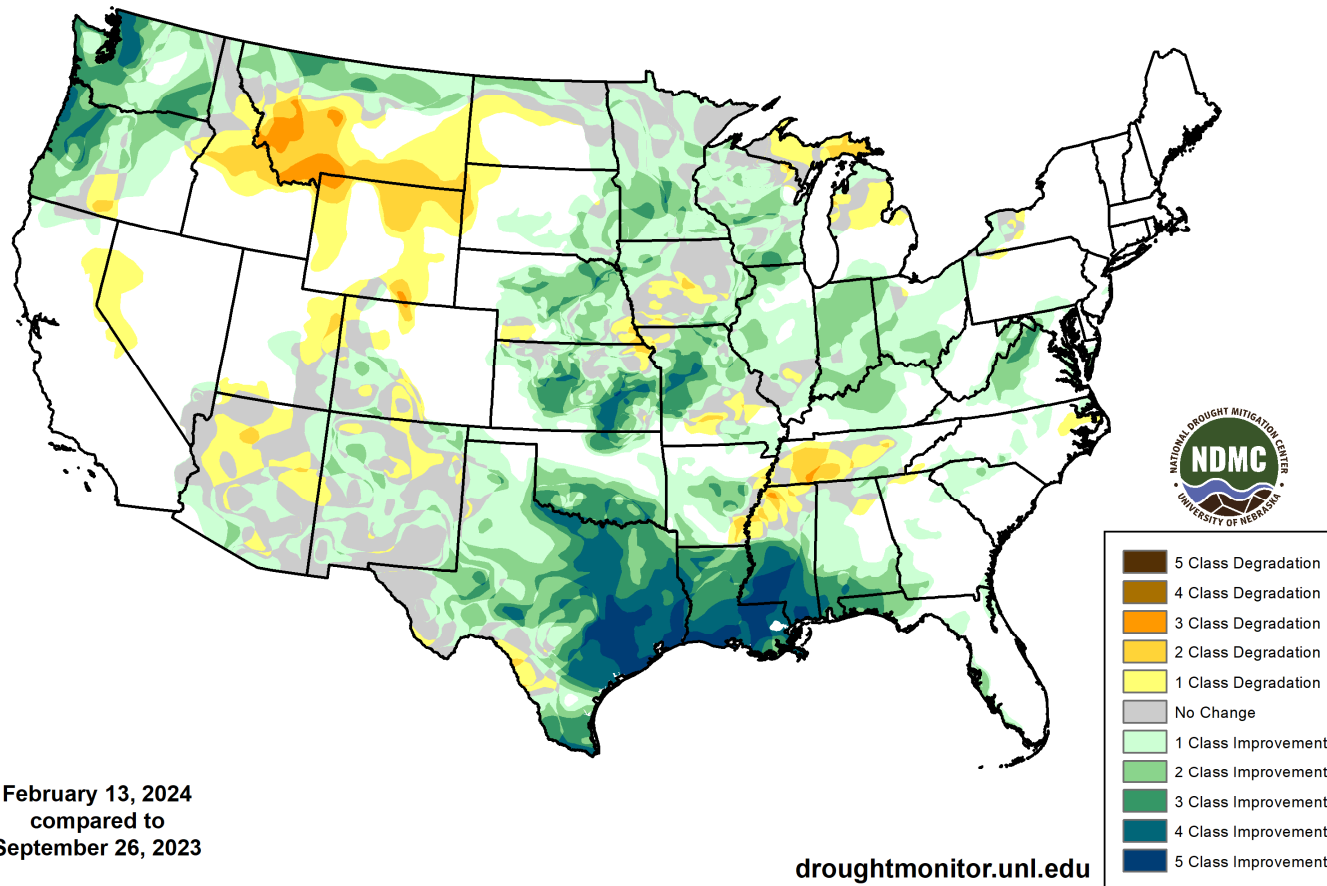 NATIONAL DROUGHT MITIGATION CENTER
NDMC
UNIVERSITY OF NEBRASKA
5 Class Degradation
4 Class Degradation
3 Class Degradation
2 Class Degradation
1 Class Degradation
No Change
1 Class Improvement
2 Class Improvement
3 Class Improvement
4 Class Improvement
5 Class Improvement
February 13, 2024
compared to
September 26, 2023
droughtmonitor.unl.edu